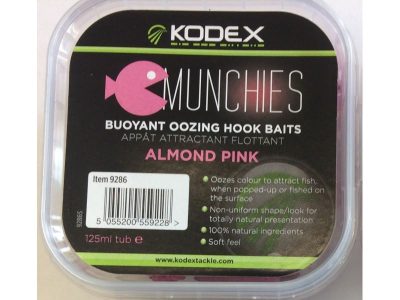 KODEX
MUNCHIES
BUOYANT OOZING HOOK BAITS
APPÁT ATTRACTANT FLOTTANT
ALMOND PINK
Item 9286
5 055200 559228 >
125ml tub e
• Oozes colour to attract fish,
when popped-up or fished on
the surface
• Non-uniform shape/look for
totally natural presentation
• 100% natural ingredients
• Soft feel
www.kodextackle.com